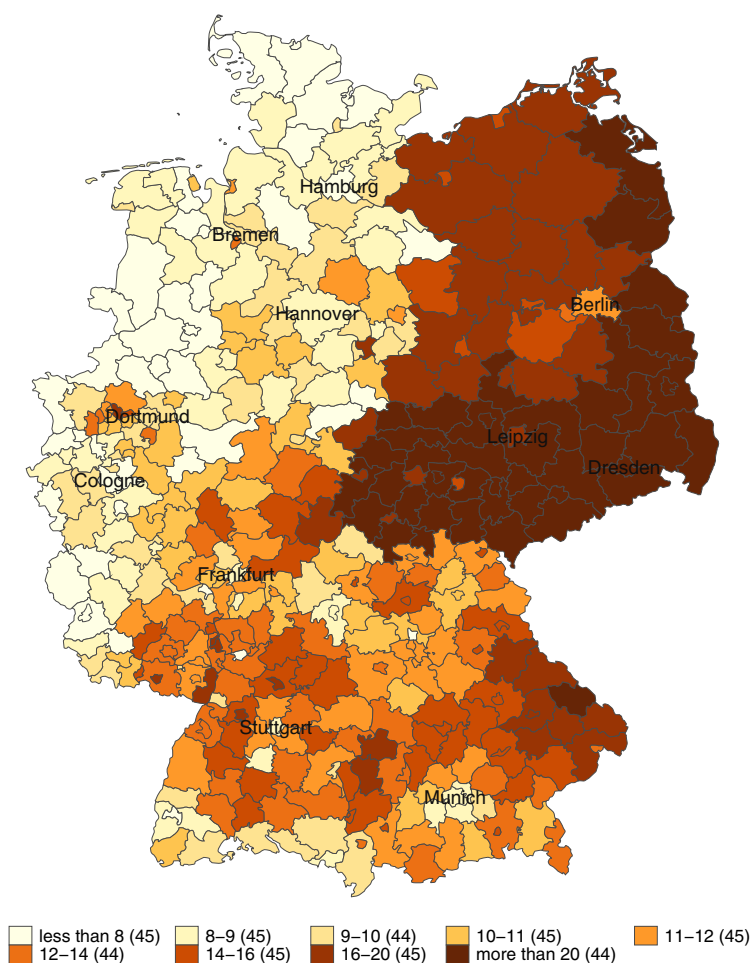 Hamburg
Bremen
Berlin
Hannover
Dortmund
Leipzig
Dresden
Cologne
Frankfurt
Stuttgart
Munich
less than 8 (45) 8–9 (45) 9–10 (44) 10–11 (45) 11–12 (45)
12–14 (44) 14–16 (45) 16–20 (45) more than 20 (44)